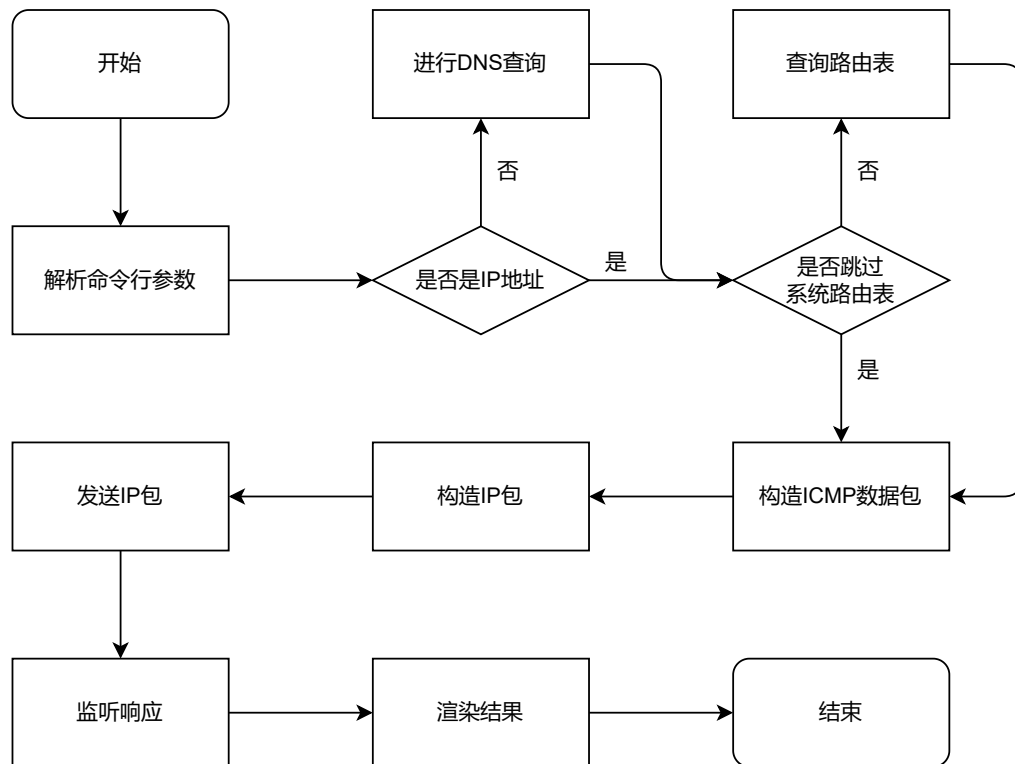 开始
进行DNS查询
查询路由表
否
否
解析命令行参数
是否是IP地址
是
是否跳过
系统路由表
是
发送IP包
构造IP包
构造ICMP数据包
监听响应
渲染结果
结束